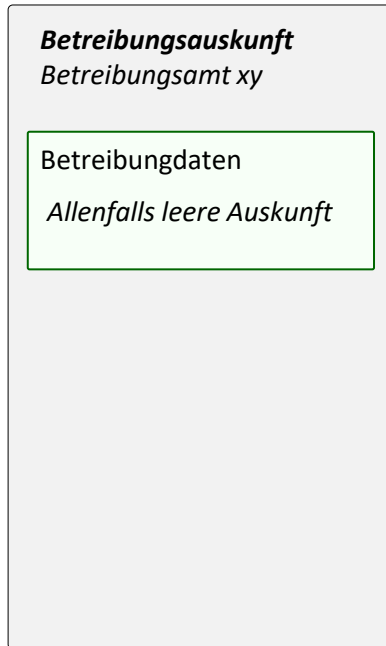 Betreibungsauskunft
Betreibungsamt xy
Betreibungdaten
Allenfalls leere Auskunft